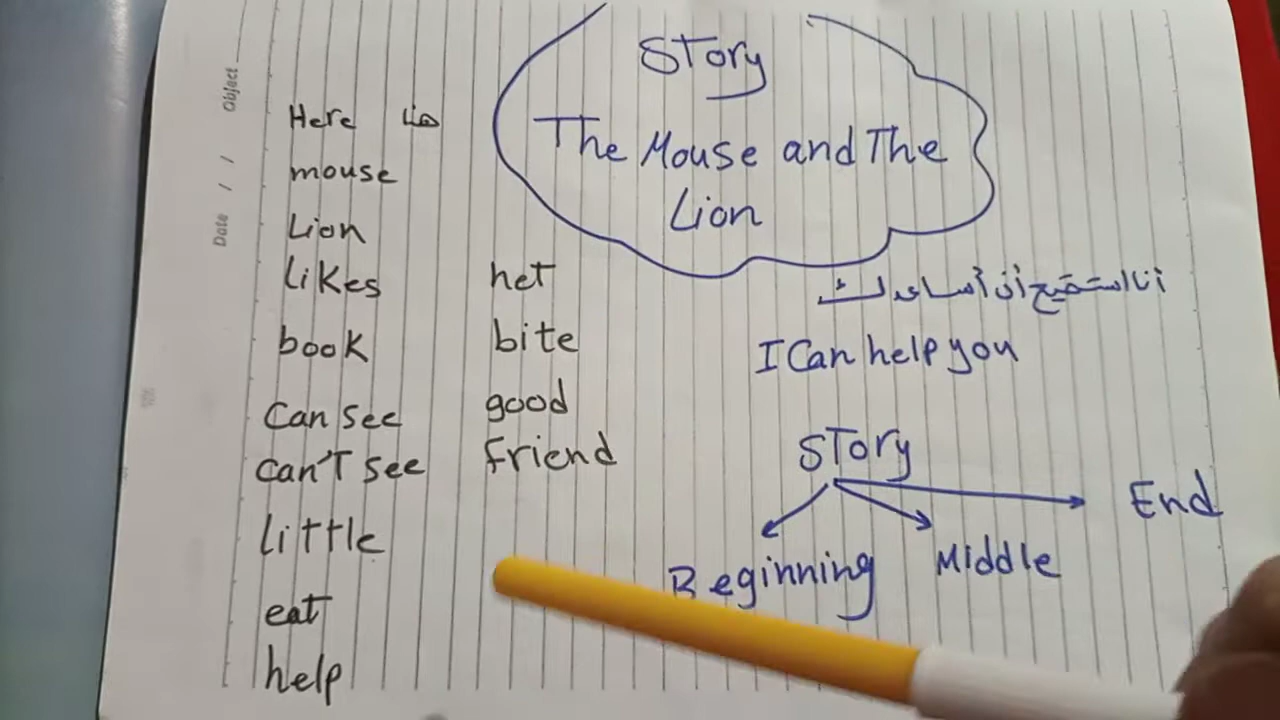 Object
Date / /
Story
The Mouse and The
Lion
Here هنا
mouse
Lion
likes
book
Can see
can't see
little
eat
help
net
bite
good
friend
أنا استطيع أن أساعدك
I Can help you
Story
Beginning
Middle
End